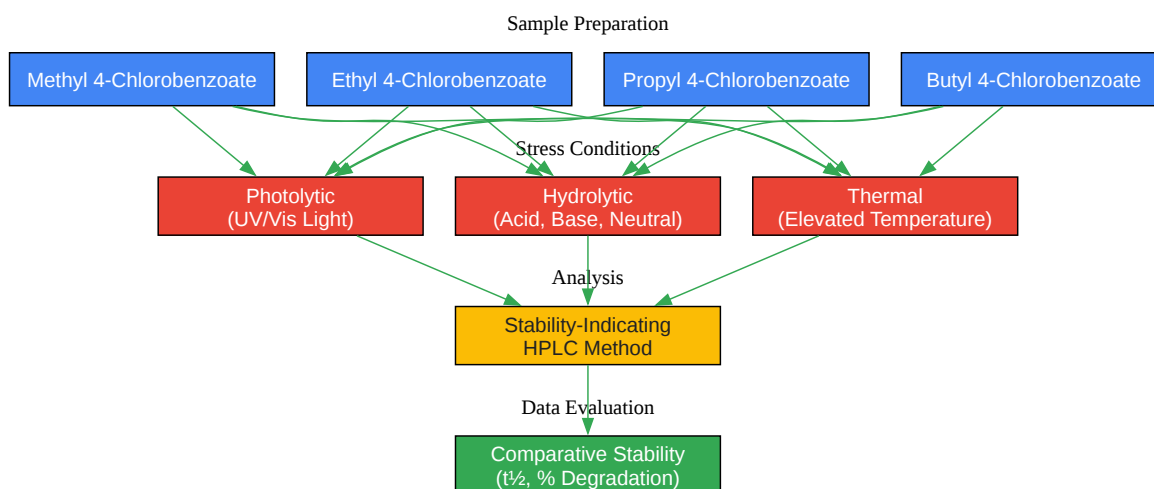 Sample Preparation
Methyl 4-Chlorobenzoate
Ethyl 4-Chlorobenzoate
Propyl 4-Chlorobenzoate
Butyl 4-Chlorobenzoate
Stress Conditions
Photolytic
(UV/Vis Light)
Hydrolytic
(Acid, Base, Neutral)
Thermal
(Elevated Temperature)
Analysis
Stability-Indicating
HPLC Method
Data Evaluation
Comparative Stability
(t½, % Degradation)